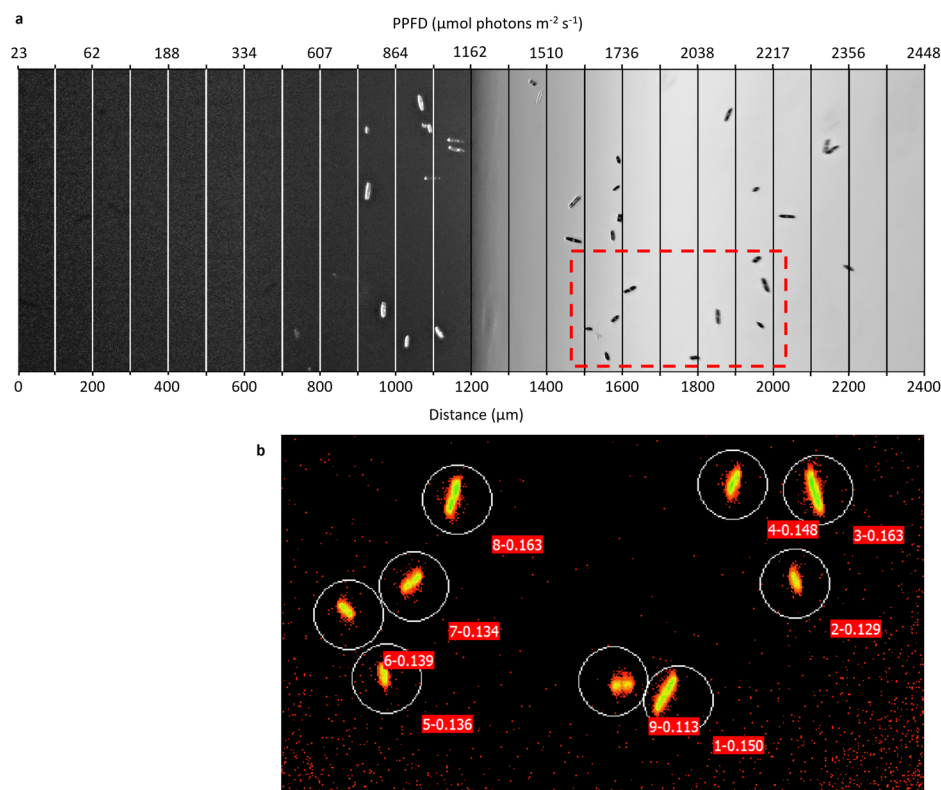 a
PPFD (µmol photons m⁻² s⁻¹)
23 62 188 334 607 864 1162 1510 1736 2038 2217 2356 2448
0 200 400 600 800 1000 1200 1400 1600 1800 2000 2200 2400
Distance (µm)
b
4-0.148
3-0.163
8-0.163
7-0.134
2-0.129
6-0.139
5-0.136
9-0.113
1-0.150